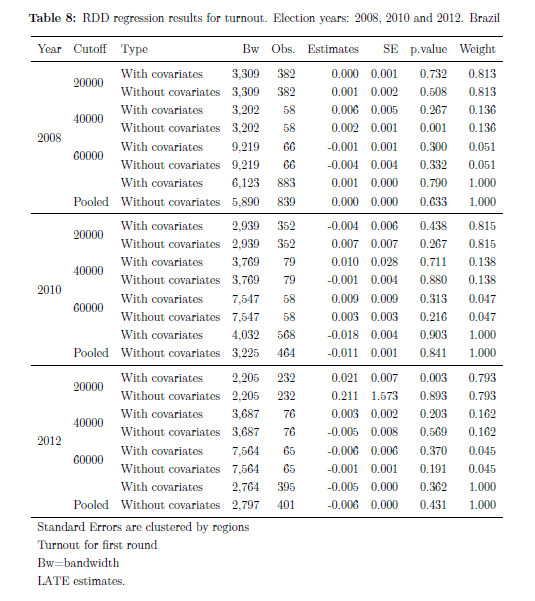 Table 8: RDD regression results for turnout. Election years: 2008, 2010 and 2012. Brazil
Year Cutoff Type Bw Obs. Estimates SE p.value Weight
2008
20000
With covariates 3,309 382 0.000 0.001 0.732 0.813
Without covariates 3,309 382 0.001 0.002 0.508 0.813
40000
With covariates 3,202 58 0.006 0.005 0.267 0.136
Without covariates 3,202 58 0.002 0.001 0.001 0.136
60000
With covariates 9,219 66 -0.001 0.001 0.300 0.051
Without covariates 9,219 66 -0.004 0.004 0.332 0.051
With covariates 6,123 883 0.001 0.000 0.790 1.000
Pooled Without covariates 5,890 839 0.000 0.000 0.633 1.000
2010
20000
With covariates 2,939 352 -0.004 0.006 0.438 0.815
Without covariates 2,939 352 0.007 0.007 0.267 0.815
40000
With covariates 3,769 79 0.010 0.028 0.711 0.138
Without covariates 3,769 79 -0.001 0.004 0.880 0.138
60000
With covariates 7,547 58 0.009 0.009 0.313 0.047
Without covariates 7,547 58 0.003 0.003 0.216 0.047
With covariates 4,032 568 -0.018 0.004 0.903 1.000
Pooled Without covariates 3,225 464 -0.011 0.001 0.841 1.000
2012
20000
With covariates 2,205 232 0.021 0.007 0.003 0.793
Without covariates 2,205 232 0.211 1.573 0.893 0.793
40000
With covariates 3,687 76 0.003 0.002 0.203 0.162
Without covariates 3,687 76 -0.005 0.008 0.569 0.162
60000
With covariates 7,564 65 -0.006 0.006 0.370 0.045
Without covariates 7,564 65 -0.001 0.001 0.191 0.045
With covariates 2,764 395 -0.005 0.000 0.362 1.000
Pooled Without covariates 2,797 401 -0.006 0.000 0.431 1.000
Standard Errors are clustered by regions
Turnout for first round
Bw=bandwidth
LATE estimates.